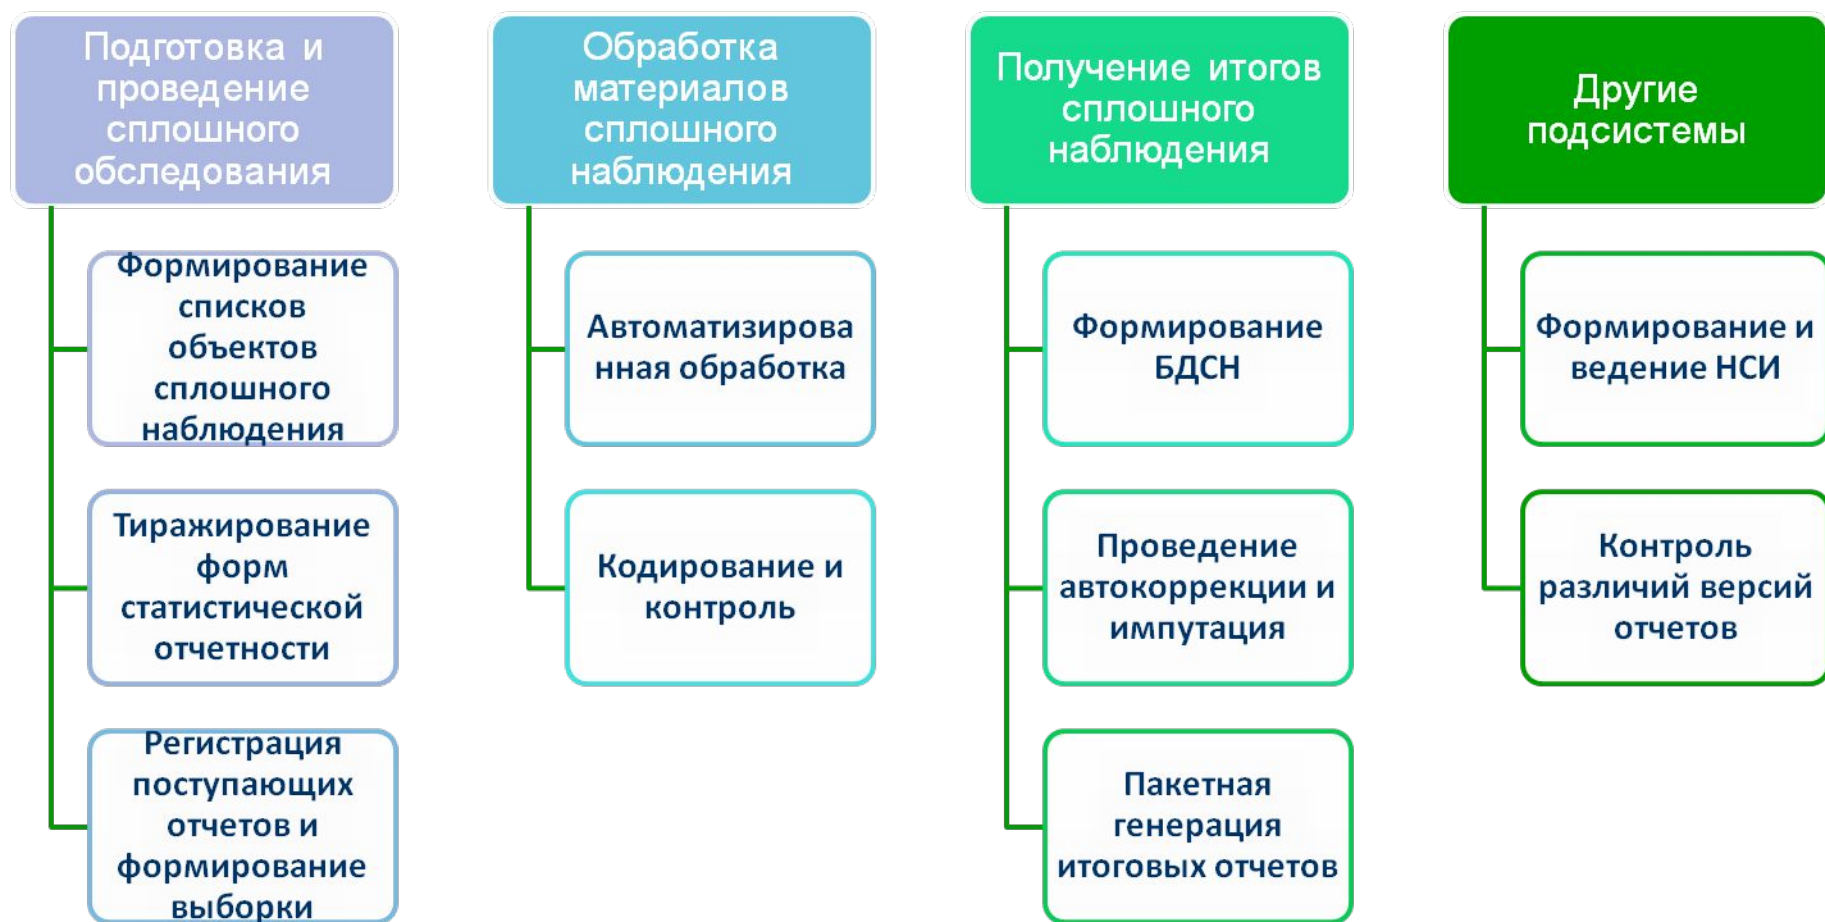 Подготовка и
проведение
сплошного
обследования
Формирование
списков
объектов
сплошного
наблюдения
Тиражирование
форм
статистической
отчетности
Регистрация
поступающих
отчетов и
формирование
выборки
Обработка
материалов
сплошного
наблюдения
Автоматизирова
нная обработка
Кодирование и
контроль
Получение итогов
сплошного
наблюдения
Формирование
БДСН
Проведение
автокоррекции и
импутация
Пакетная
генерация
итоговых отчетов
Другие
подсистемы
Формирование и
ведение НСИ
Контроль
различий версий
отчетов